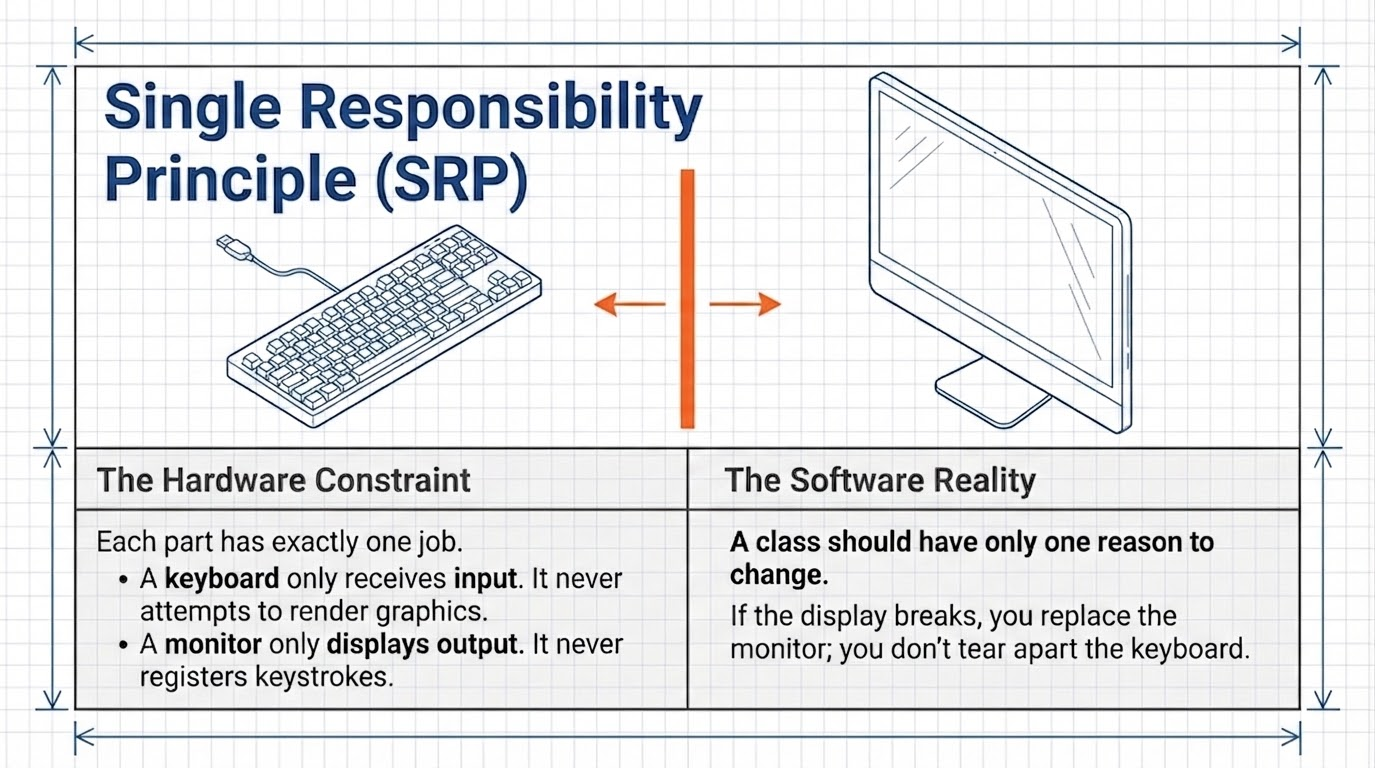 Single Responsibility
Principle (SRP)
The Hardware Constraint
Each part has exactly one job.
• A keyboard only receives input. It never
attempts to render graphics.
• A monitor only displays output. It never
registers keystrokes.
The Software Reality
A class should have only one reason to
change.
If the display breaks, you replace the
monitor; you don't tear apart the keyboard.